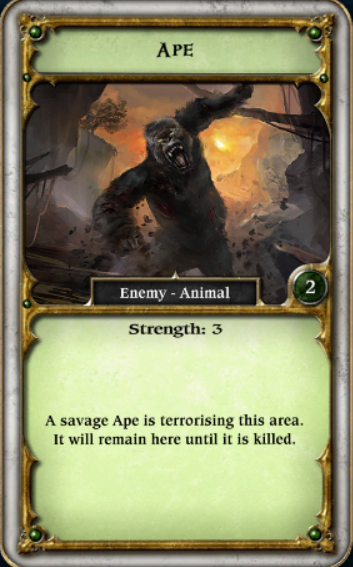 Ape
Enemy - Animal
2
Strength: 3
A savage Ape is terrorising this area.
It will remain here until it is killed.